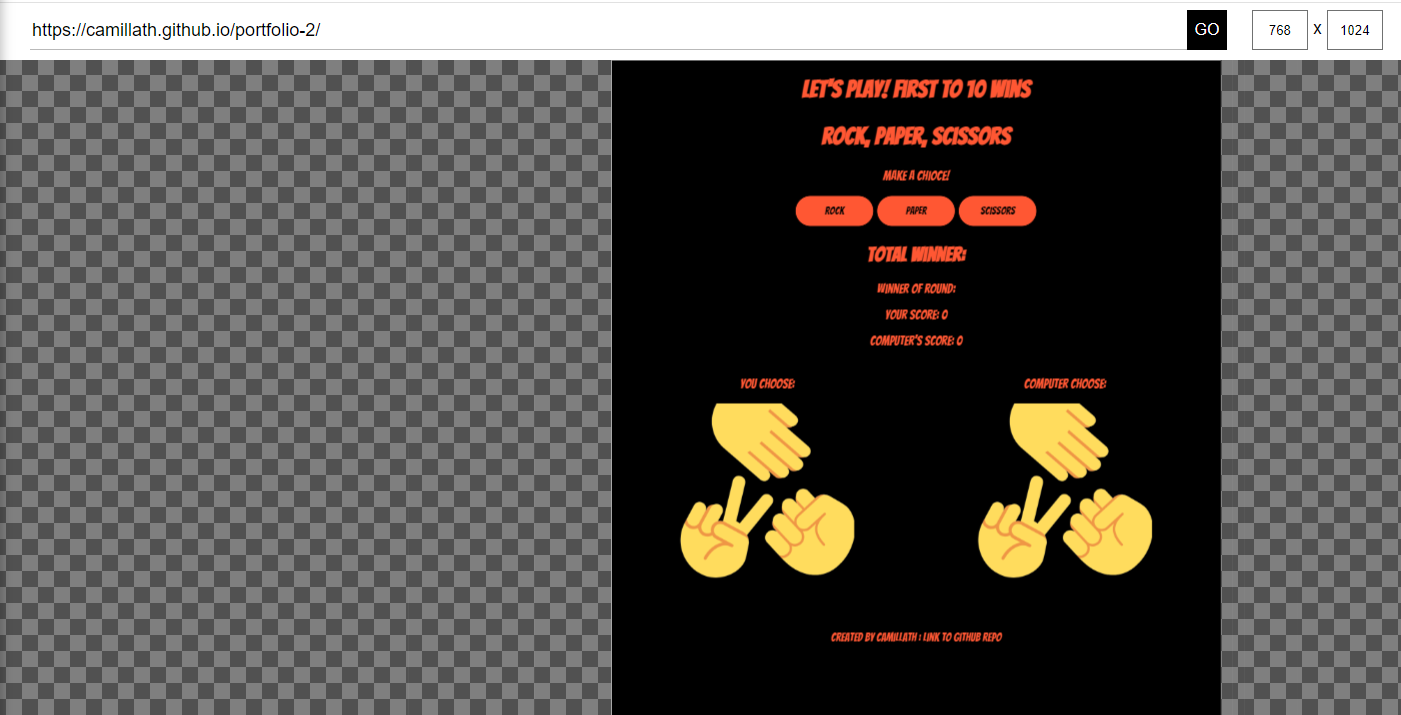 https://camillath.github.io/portfolio-2/ GO 768 X 1024
LET'S PLAY! FIRST TO 10 WINS
ROCK, PAPER, SCISSORS
MAKE A CHIOCE!
ROCK PAPER SCISSORS
TOTAL WINNER:
WINNER OF ROUND:
YOUR SCORE: 0
COMPUTER'S SCORE: 0
YOU CHOOSE: COMPUTER CHOOSE:
CREATED BY CAMILLATH : LINK TO GITHUB REPO